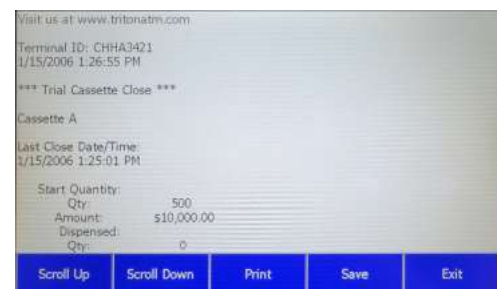 Visit us at www.tritonatm.com
Terminal ID: CHHA3421
1/15/2006 1:26:55 PM
*** Trial Cassette Close ***
Cassette A
Last Close Date/Time:
1/15/2006 1:25:01 PM
Start Quantity:
Qty: 500
Amount: $10,000.00
Dispensed:
Qty: 0
Scroll Up Scroll Down Print Save Exit